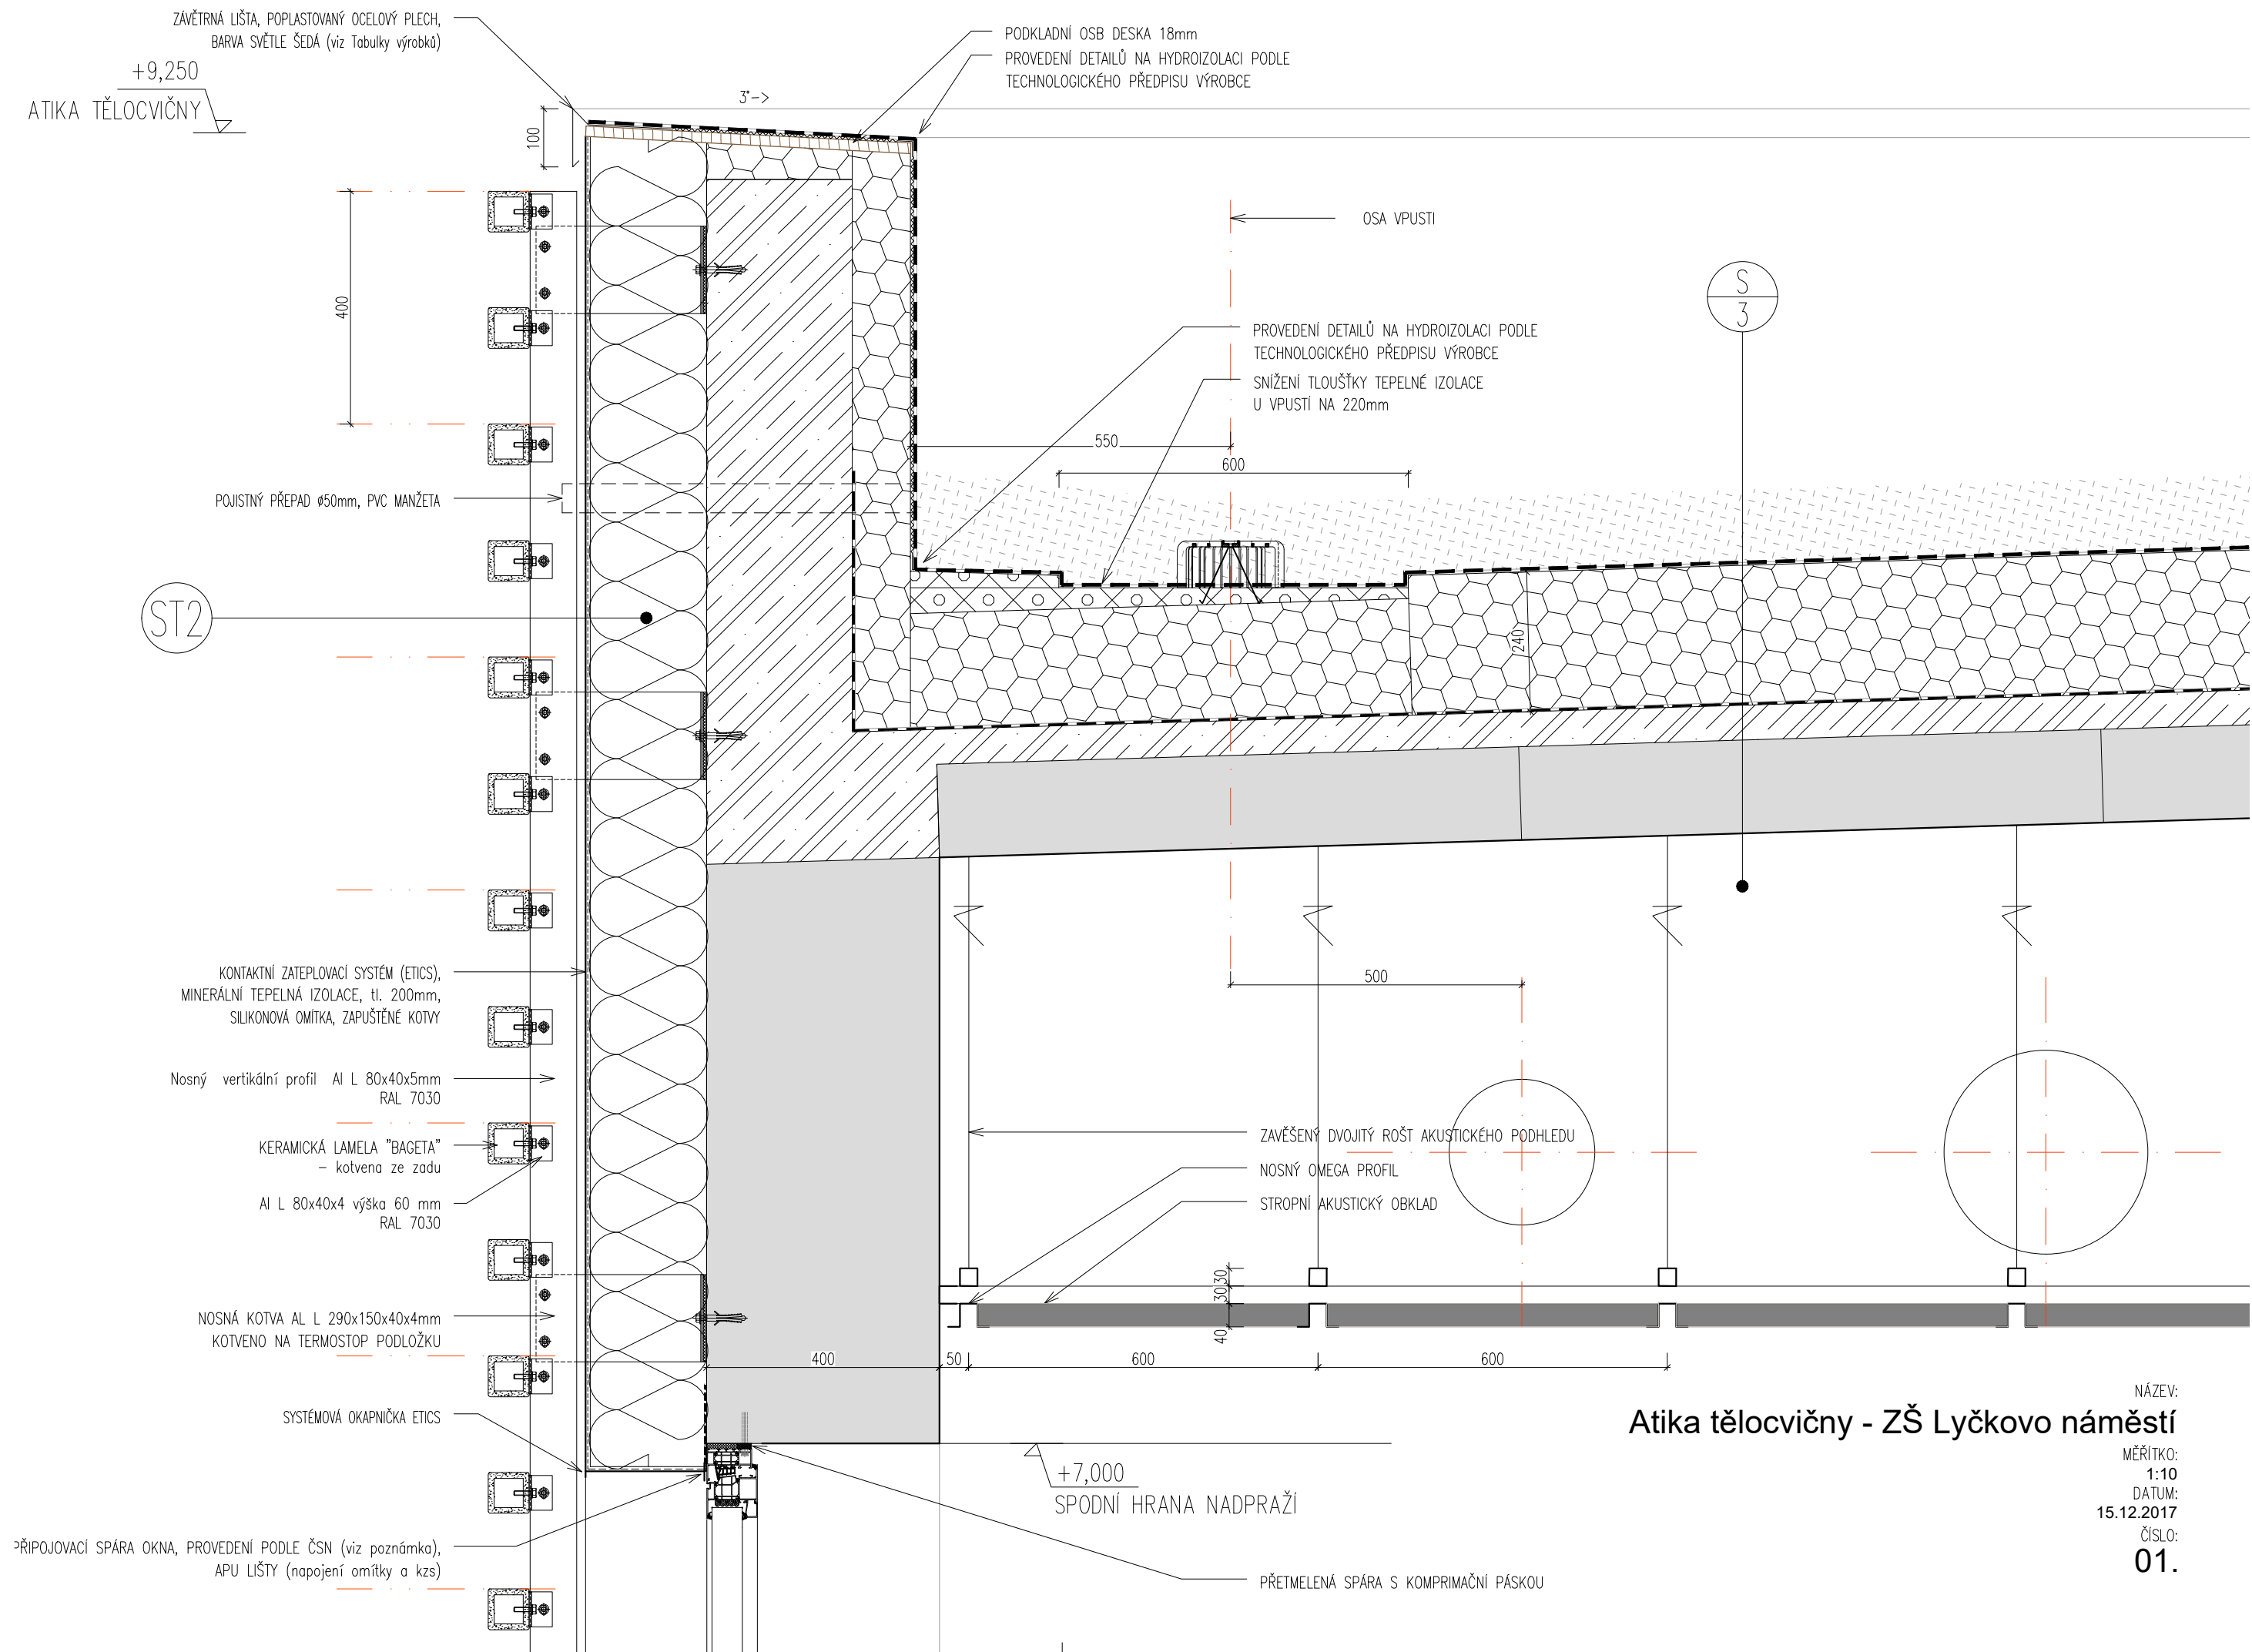 ZÁVĚTRNÁ LIŠTA, POPLASTOVANÝ OCELOVÝ PLECH,
BARVA SVĚTLE ŠEDÁ (viz Tabulky výrobků)
+9,250
ATIKA TĚLOCVIČNY
3°->
100
PODKLADNÍ OSB DESKA 18mm
PROVEDENÍ DETAILŮ NA HYDROIZOLACI PODLE
TECHNOLOGICKÉHO PŘEDPISU VÝROBCE
OSA VPUSTI
S
3
400
PROVEDENÍ DETAILŮ NA HYDROIZOLACI PODLE
TECHNOLOGICKÉHO PŘEDPISU VÝROBCE
SNÍŽENÍ TLOUŠŤKY TEPELNÉ IZOLACE
U VPUSTÍ NA 220mm
550
600
POJISTNÝ PŘEPAD ø50mm, PVC MANŽETA
ST2
240
KONTAKTNÍ ZATEPLOVACÍ SYSTÉM (ETICS),
MINERÁLNÍ TEPELNÁ IZOLACE, tl. 200mm,
SILIKONOVÁ OMÍTKA, ZAPUŠTĚNÉ KOTVY
500
Nosný vertikální profil Al L 80x40x5mm
RAL 7030
KERAMICKÁ LAMELA "BAGETA"
– kotvena ze zadu
Al L 80x40x4 výška 60 mm
RAL 7030
ZAVĚŠENÝ DVOJITÝ ROŠT AKUSTICKÉHO PODHLEDU
NOSNÝ OMEGA PROFIL
STROPNÍ AKUSTICKÝ OBKLAD
30
30
40
NOSNÁ KOTVA AL L 290x150x40x4mm
KOTVENO NA TERMOSTOP PODLOŽKU
400
50
600
600
SYSTÉMOVÁ OKAPNIČKA ETICS
+7,000
SPODNÍ HRANA NADPRAŽÍ
PŘIPOJOVACÍ SPÁRA OKNA, PROVEDENÍ PODLE ČSN (viz poznámka),
APU LIŠTY (napojení omítky a kzs)
PŘETMELENÁ SPÁRA S KOMPRIMAČNÍ PÁSKOU
NÁZEV:
Atika tělocvičny - ZŠ Lyčkovo náměstí
MĚŘÍTKO:
1:10
DATUM:
15.12.2017
ČÍSLO:
01.